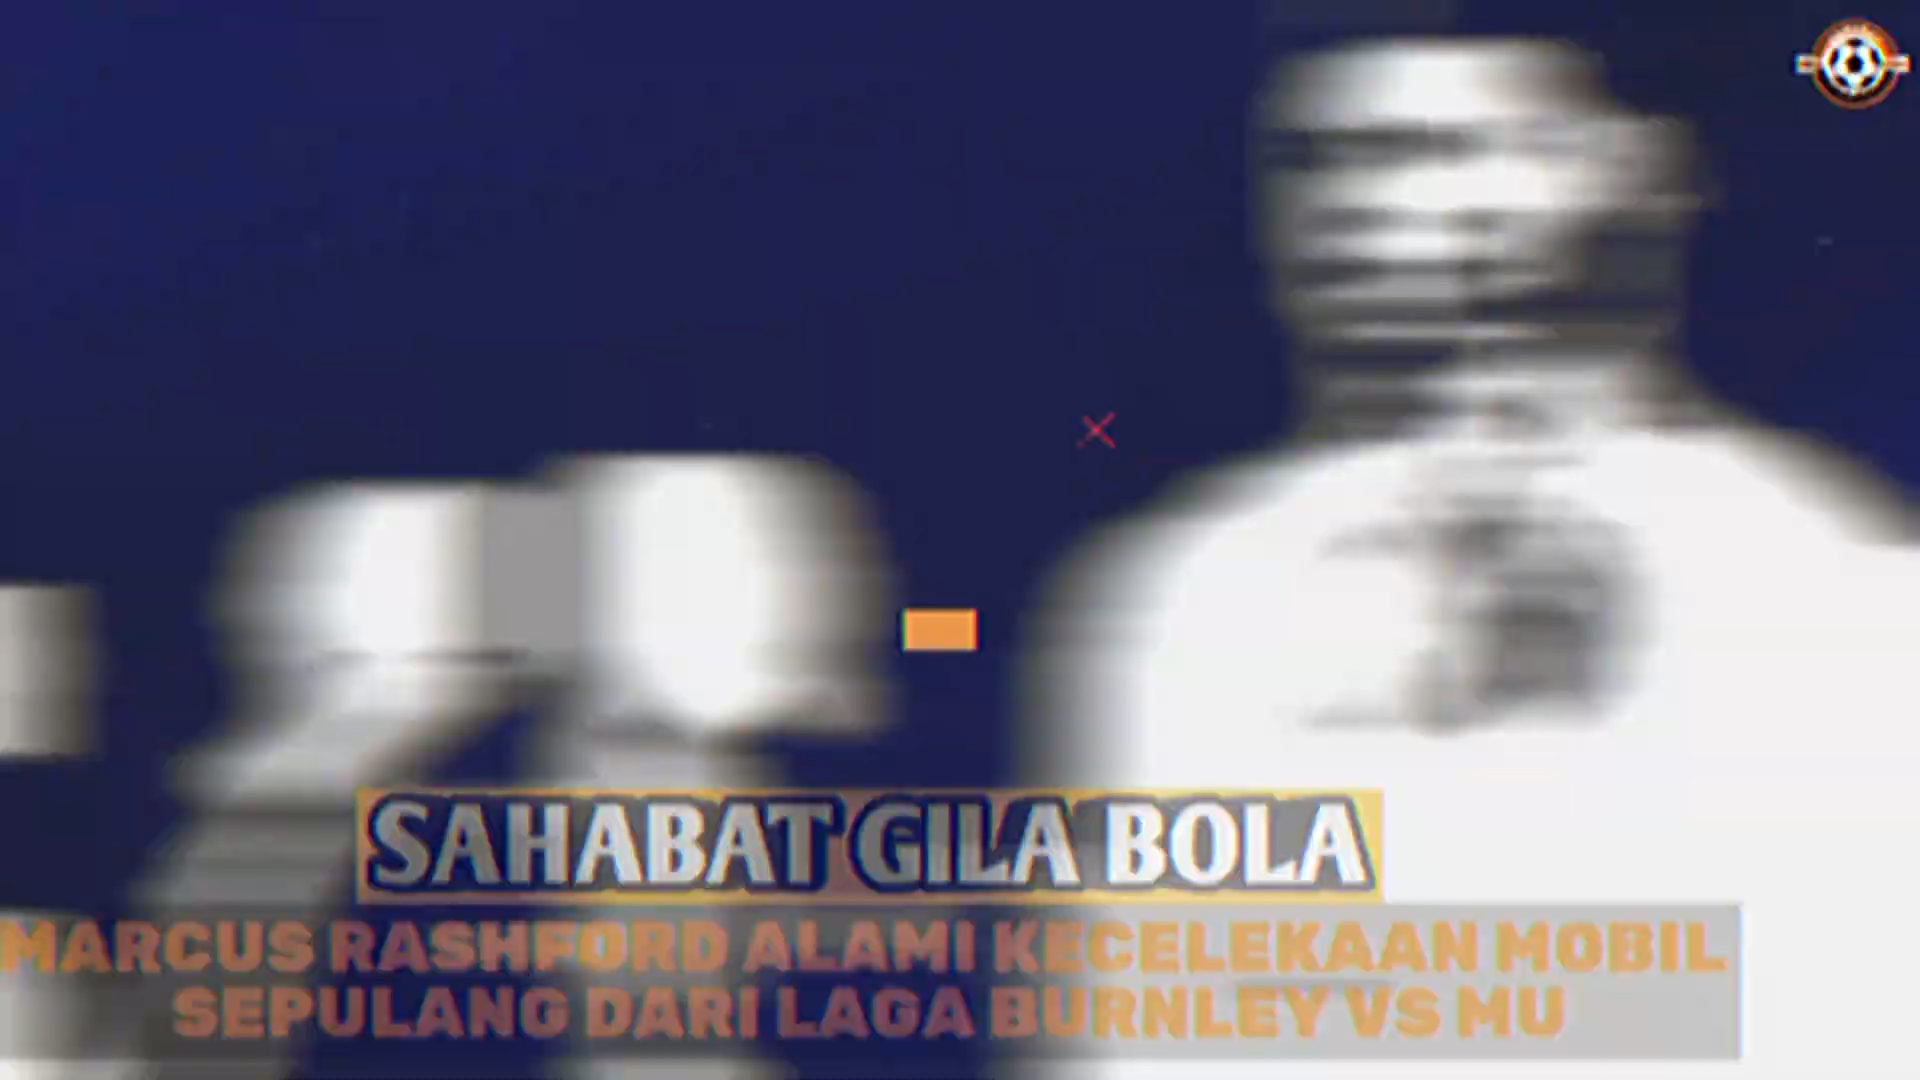 SAHABAT GILA BOLA
MARCUS RASHFORD ALAMI KECELEKAAN MOBIL
SEPULANG DARI LAGA BURNLEY VS MU